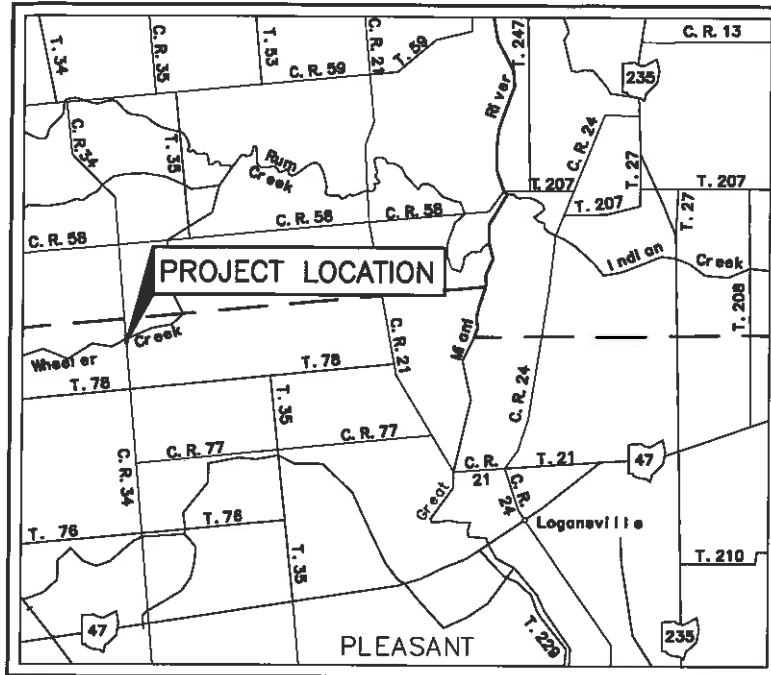 T. 34
C. R. 35
T. 53
C. R. 21
T. 59
T. 247
C. R. 13
C. R. 59
235
River
C. R. 24
C. R. 34
T. 35
Rum
Creek
T. 27
T. 207
T. 207
T. 207
T. 27
C. R. 58
C. R. 58
C. R. 58
Indian
Creek
PROJECT LOCATION
T. 208
Miami
Wheeler
Creek
C. R. 21
T. 78
T. 78
T. 35
C. R. 24
C. R. 77
C. R. 77
C. R. 34
C. R.
21
T. 21
47
Great
C. R.
24
Logansville
T. 76
T. 76
T. 35
T. 210
47
PLEASANT
T. 229
235